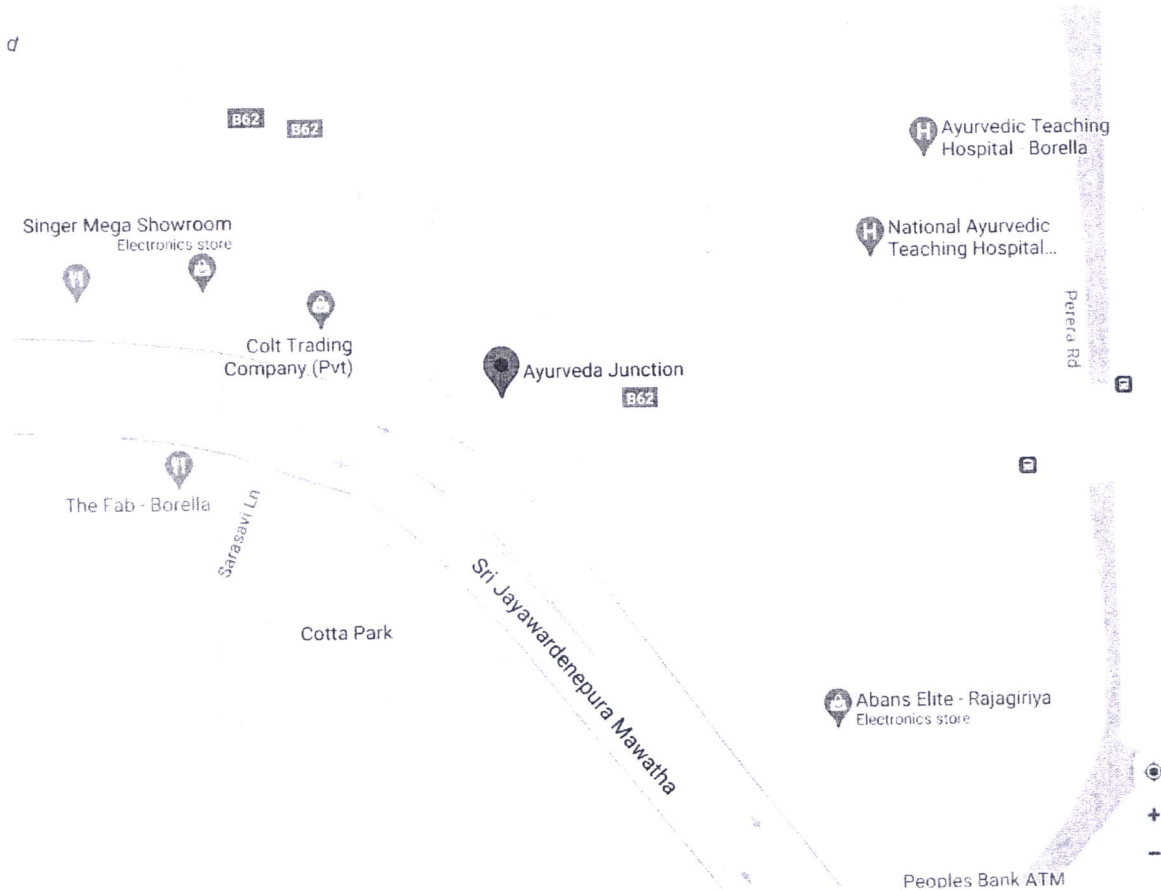 d
B62
B62
Ayurvedic Teaching
Hospital - Borella
Singer Mega Showroom
Electronics store
National Ayurvedic
Teaching Hospital...
Perera Rd
Colt Trading
Company (Pvt)
Ayurveda Junction
B62
The Fab - Borella
Sarasavi Ln
Sri Jayawardenepura Mawatha
Cotta Park
Abans Elite - Rajagiriya
Electronics store
Peoples Bank ATM